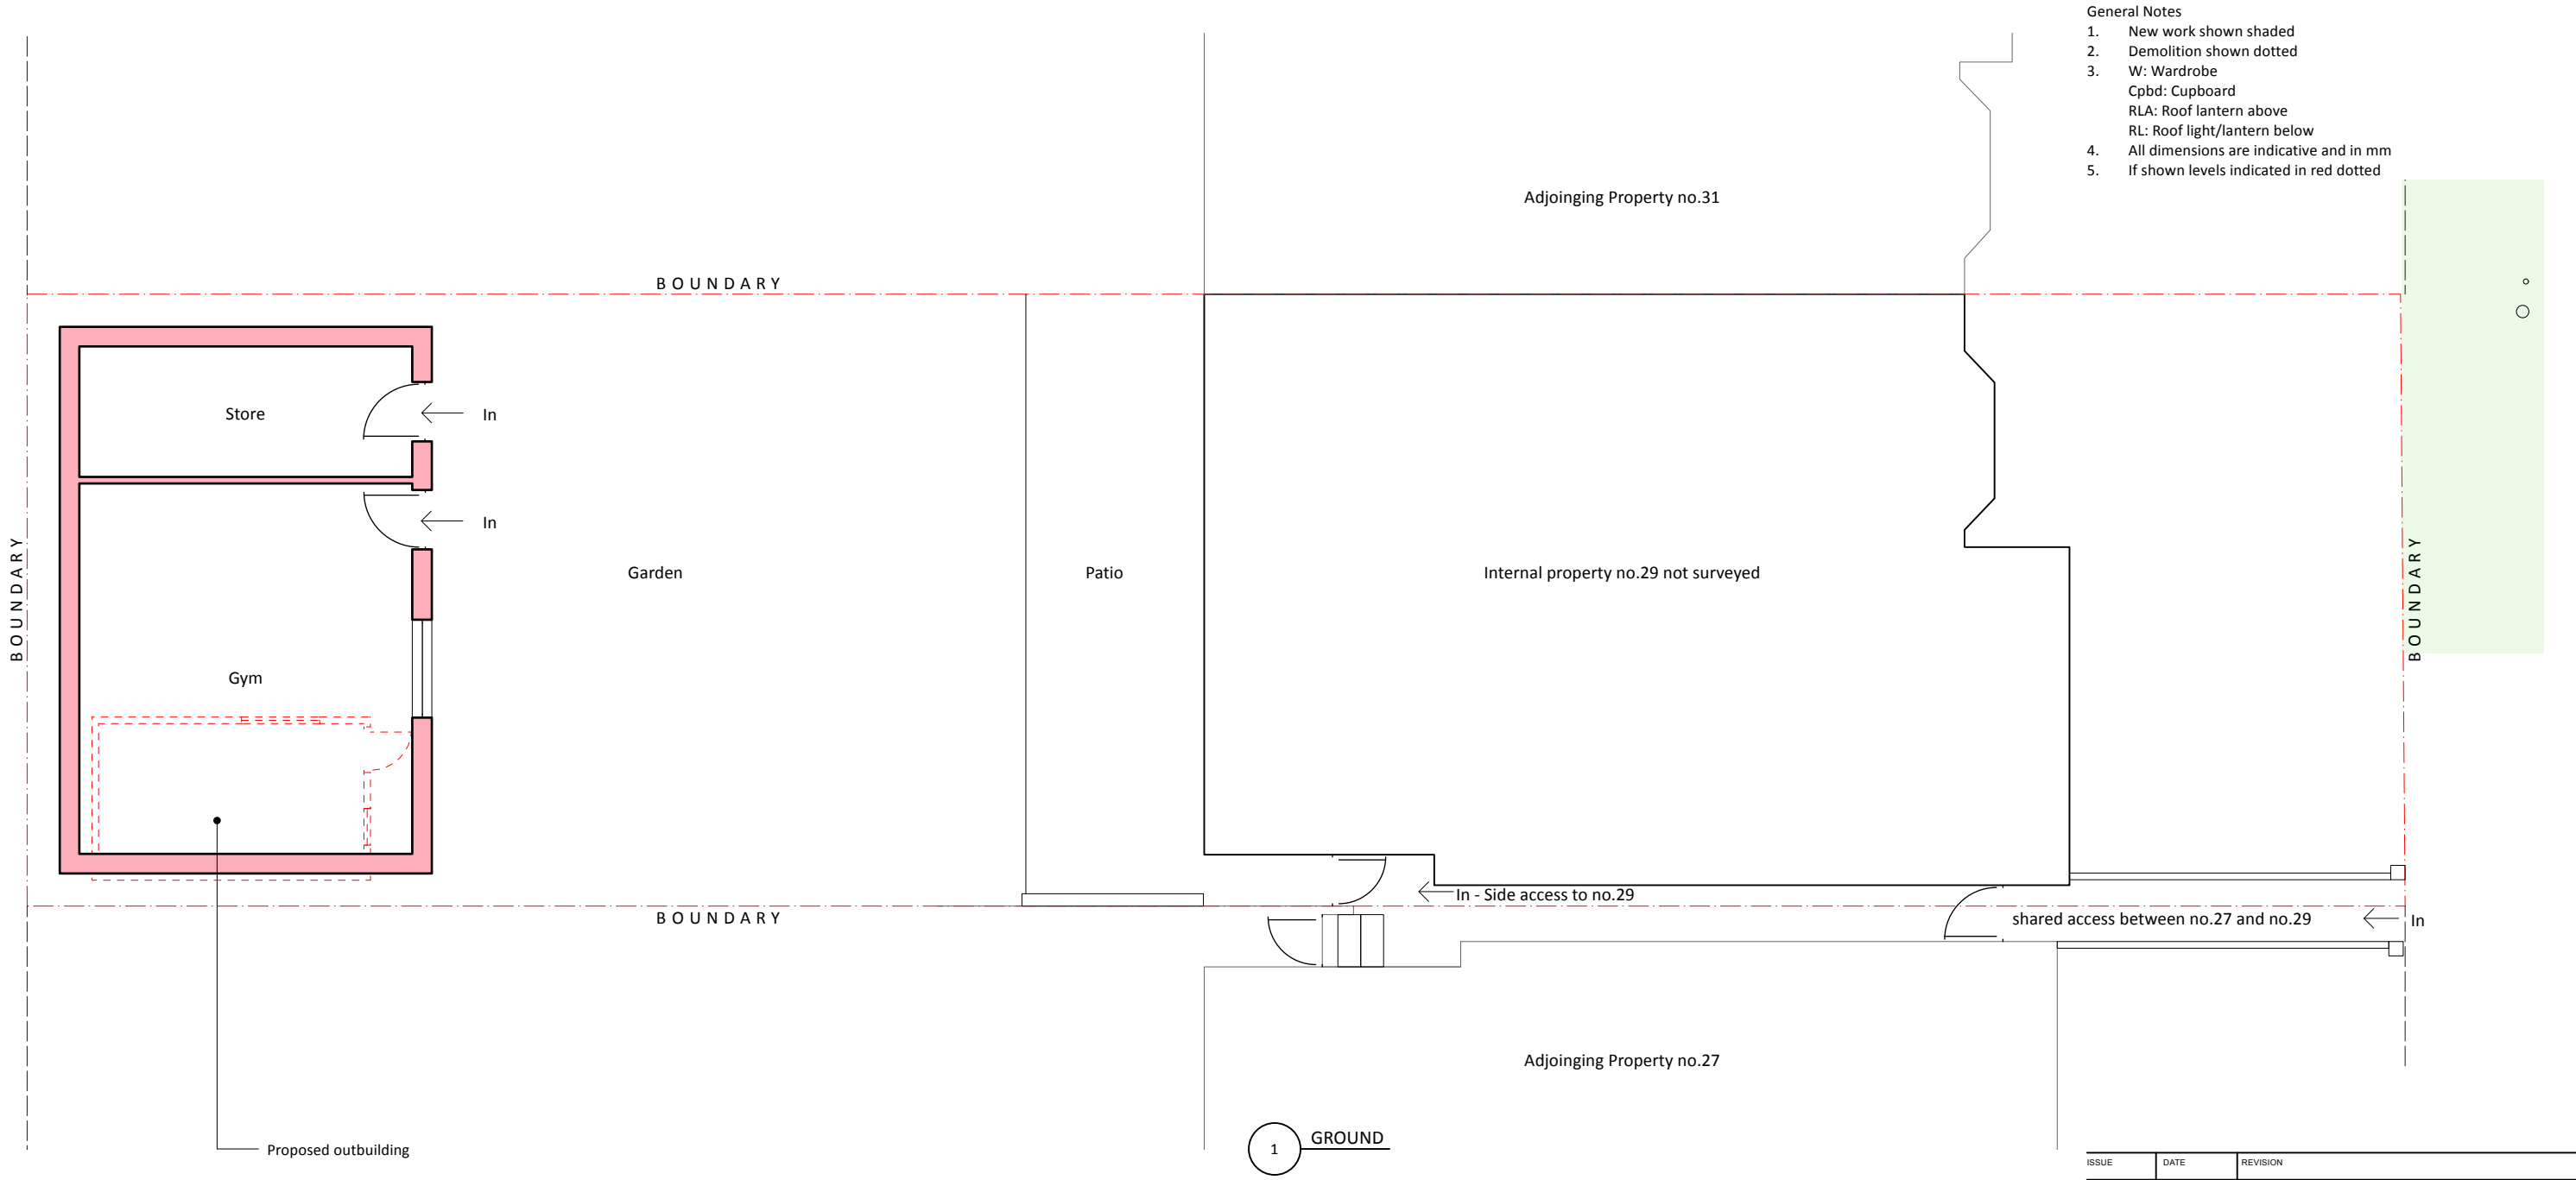 General Notes
1. New work shown shaded
2. Demolition shown dotted
3. W: Wardrobe
Cpbd: Cupboard
RLA: Roof lantern above
RL: Roof light/lantern below
4. All dimensions are indicative and in mm
5. If shown levels indicated in red dotted
Adjoinging Property no.31
BOUNDARY
Store
In
In
BOUNDARY
Garden
Patio
Internal property no.29 not surveyed
BOUNDARY
Gym
In - Side access to no.29
BOUNDARY
shared access between no.27 and no.29
In
Adjoinging Property no.27
Proposed outbuilding
1 GROUND
ISSUE DATE REVISION